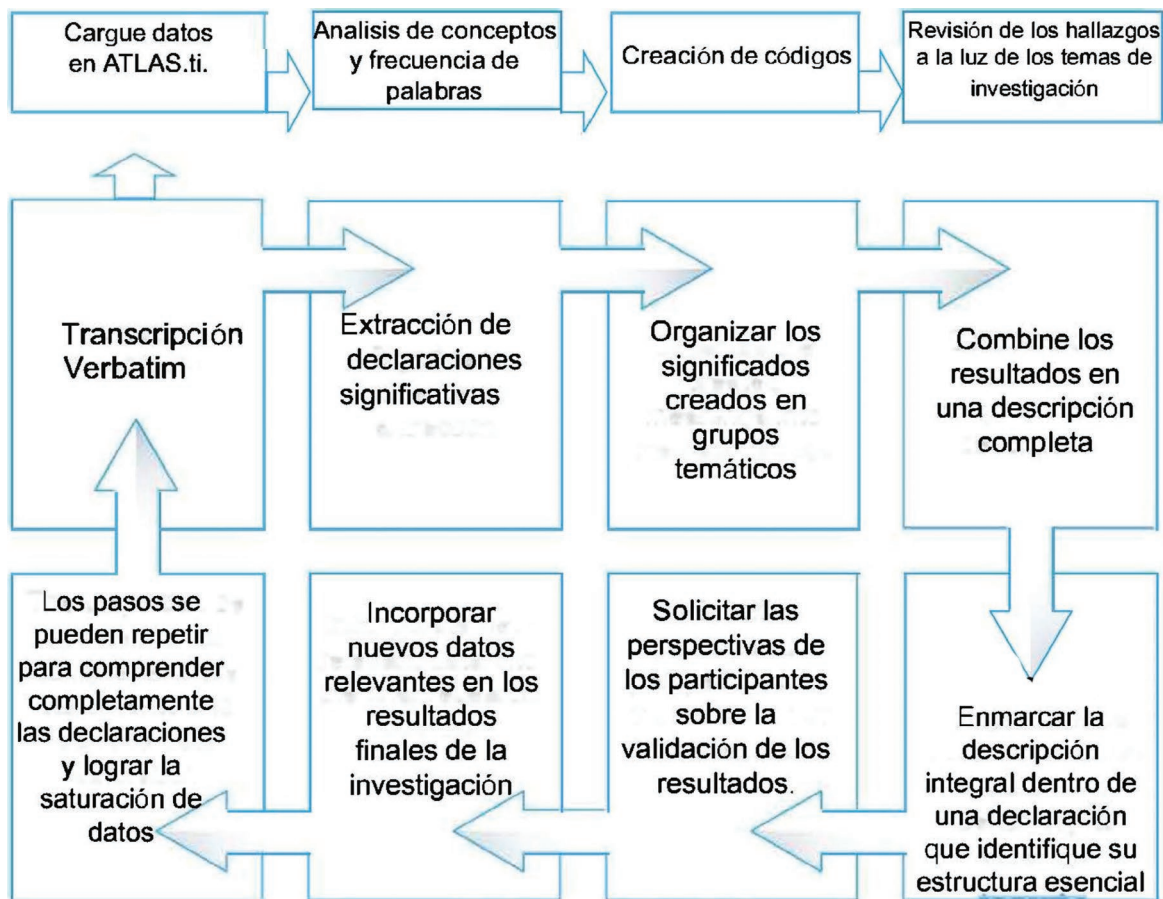 Cargue datos
en ATLAS.ti.
Analisis de conceptos
y frecuencia de
palabras
Creación de códigos
Revisión de los hallazgos
a la luz de los temas de
investigación
Transcripción
Verbatim
Extracción de
declaraciones
significativas
Organizar los
significados
creados en
grupos
temáticos
Combine los
resultados en
una descripción
completa
Los pasos se
pueden repetir
para comprender
completamente
las declaraciones
y lograr la
saturación de
datos
Incorporar
nuevos datos
relevantes en los
resultados
finales de la
investigación
Solicitar las
perspectivas de
los participantes
sobre la
validación de los
resultados.
Enmarcar la
descripción
integral dentro de
una declaración
que identifique su
estructura esencial